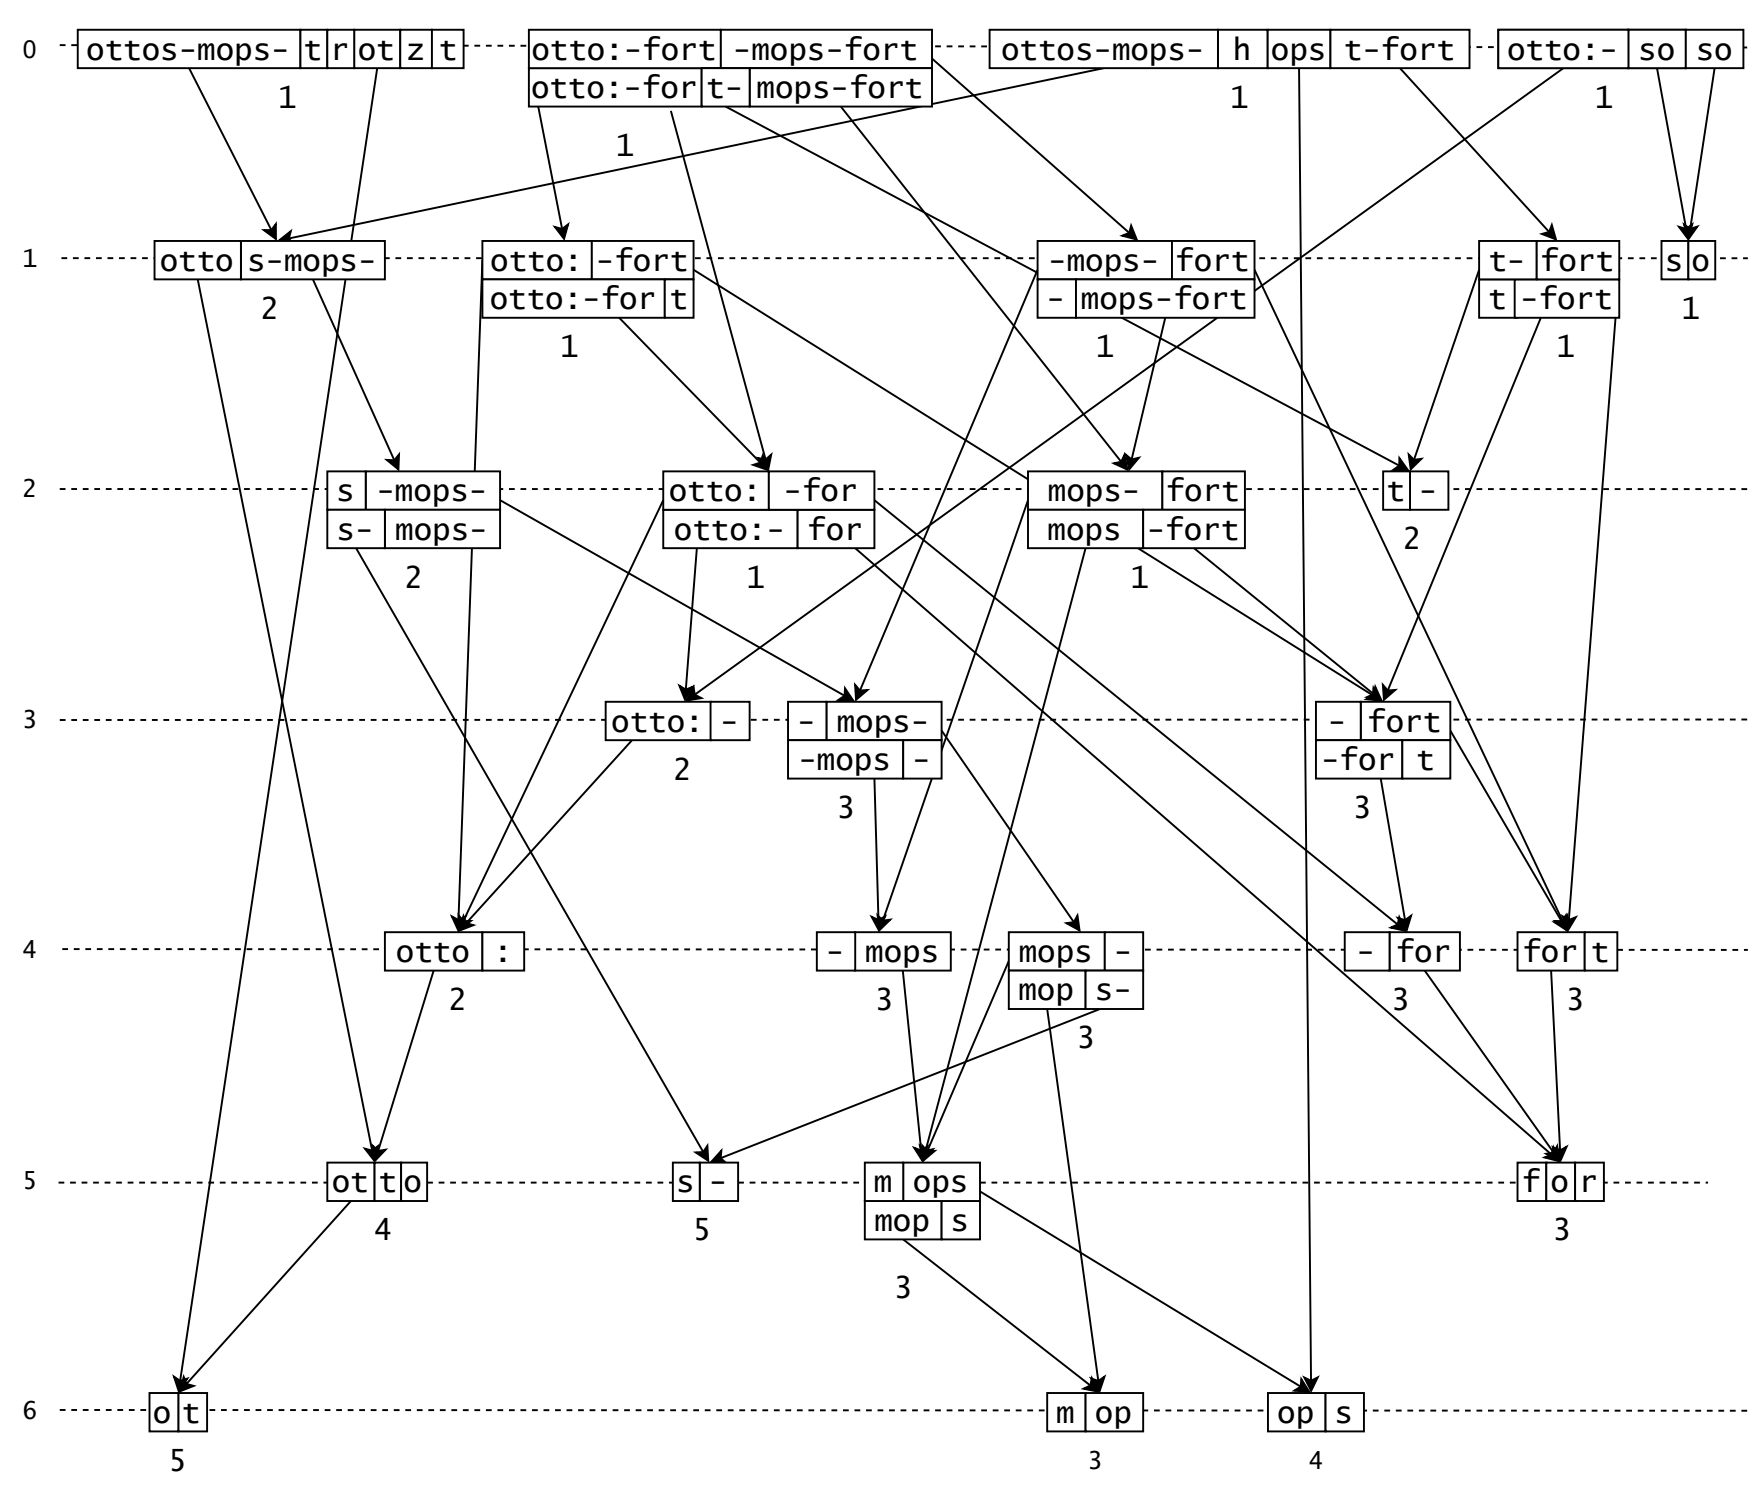 0 ottos-mops- t r ot z t otto:-fort -mops-fort ottos-mops- h ops t-fort otto:- so so
otto:-for t- mops-fort
1 1 1
1
1 otto s-mops- otto: -fort -mops- fort t- fort s o
otto:-for t - mops-fort t -fort
2 1
1 1 1
2 s -mops- otto: -for mops- fort t -
s- mops- otto:- for mops -fort
2
2 1 1
3 otto: - - mops- - fort
-mops - -for t
2
3 3
4 otto : - mops mops - - for for t
mop s-
2 3 3 3
3
5 ot t o s - m ops f o r
mop s
4 5 3
3
6 o t m op op s
5 3 4